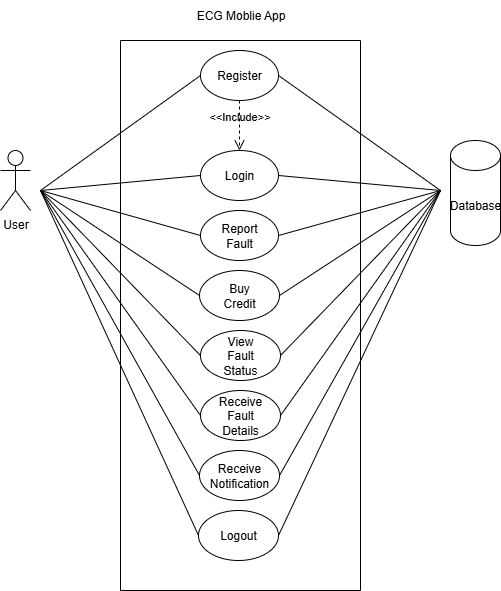 ECG Moblie App
Register
<<Include>>
Login
User
Database
Report
Fault
Buy
Credit
View
Fault
Status
Receive
Fault
Details
Receive
Notification
Logout